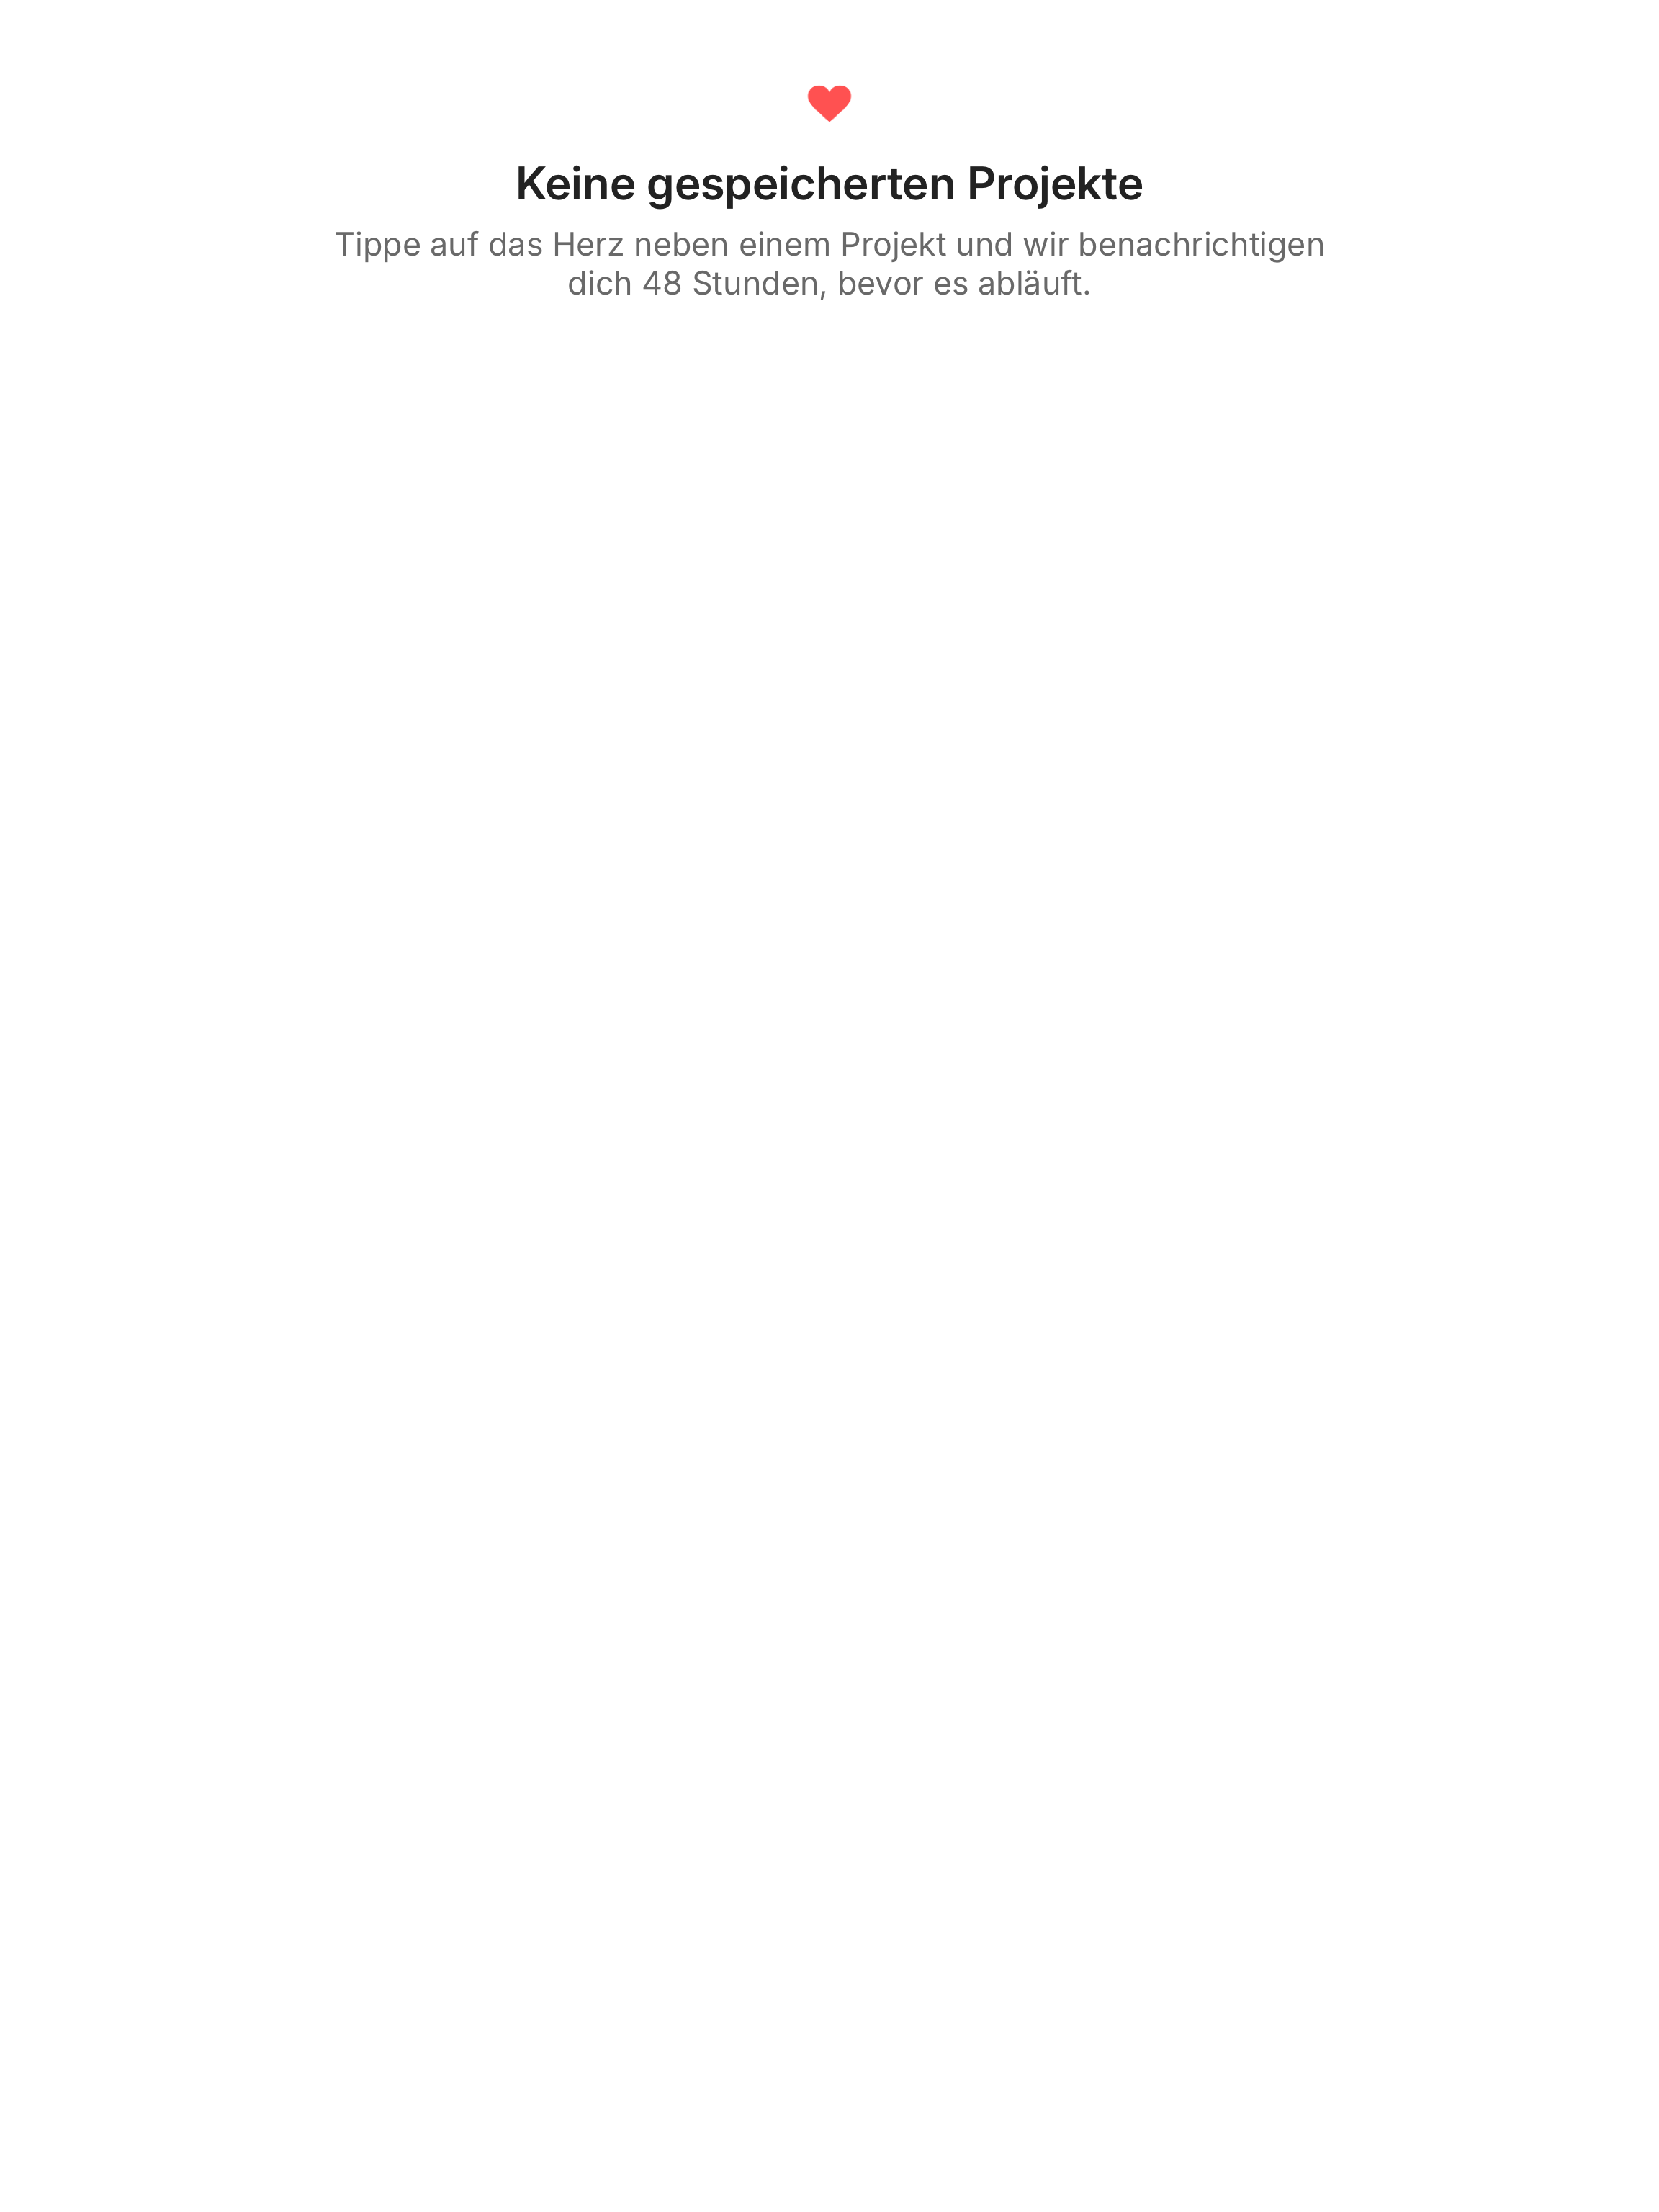 Keine gespeicherten Projekte
Tippe auf das Herz neben einem Projekt und wir benachrichtigen
dich 48 Stunden, bevor es abläuft.